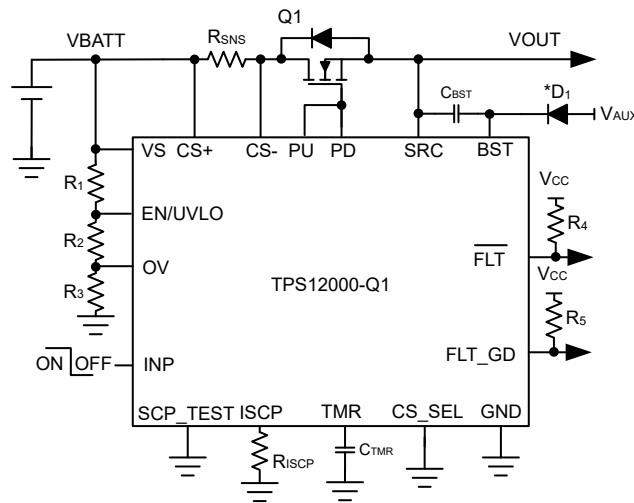 Q1
VBATT
RSNS
VOUT
CBST
*D1
VAUX
VS
CS+
CS-
PU
PD
SRC
BST
R1
EN/UVLO
VCC
R4
R2
FLT
OV
TPS12000-Q1
VCC
R3
R5
FLT_GD
ON
OFF
INP
SCP_TEST
ISCP
TMR
CS_SEL
GND
RISCP
CTMR